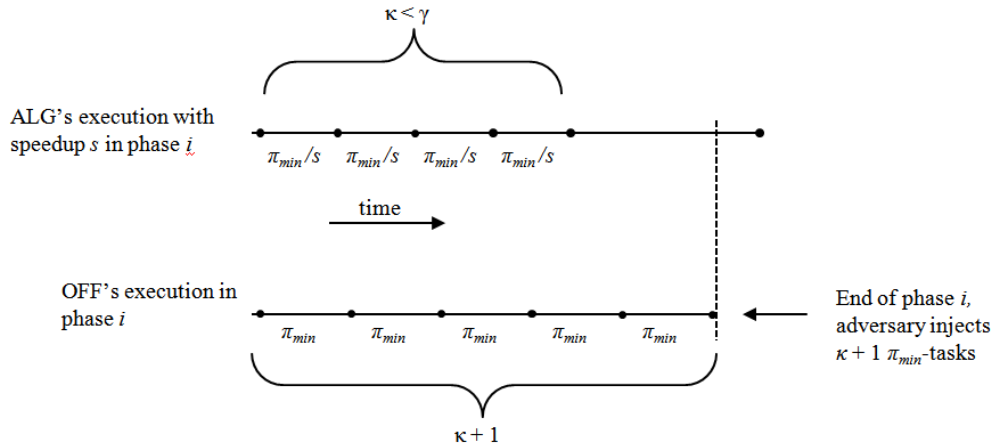 κ < γ
ALG's execution with
speedup s in phase i
π_min/s π_min/s π_min/s π_min/s
time
OFF's execution in
phase i
π_min π_min π_min π_min π_min
End of phase i,
adversary injects
κ + 1 π_min-tasks
κ + 1